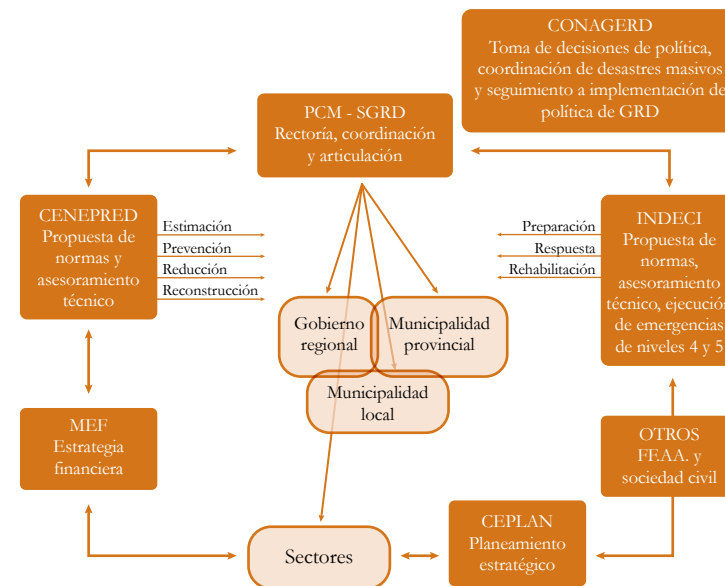 CONAGERD
Toma de decisiones de política,
coordinación de desastres masivos
y seguimiento a implementación de
política de GRD
PCM - SGRD
Rectoría, coordinación
y articulación
CENEPRED
Propuesta de
normas y
asesoramiento
técnico
Estimación
Prevención
Reducción
Reconstrucción
Preparación
Respuesta
Rehabilitación
INDECI
Propuesta de
normas,
asesoramiento
técnico, ejecución
de emergencias
de niveles 4 y 5
Gobierno
regional
Municipalidad
provincial
Municipalidad
local
MEF
Estrategia
financiera
OTROS
FF.AA. y
sociedad civil
Sectores
CEPLAN
Planeamiento
estratégico